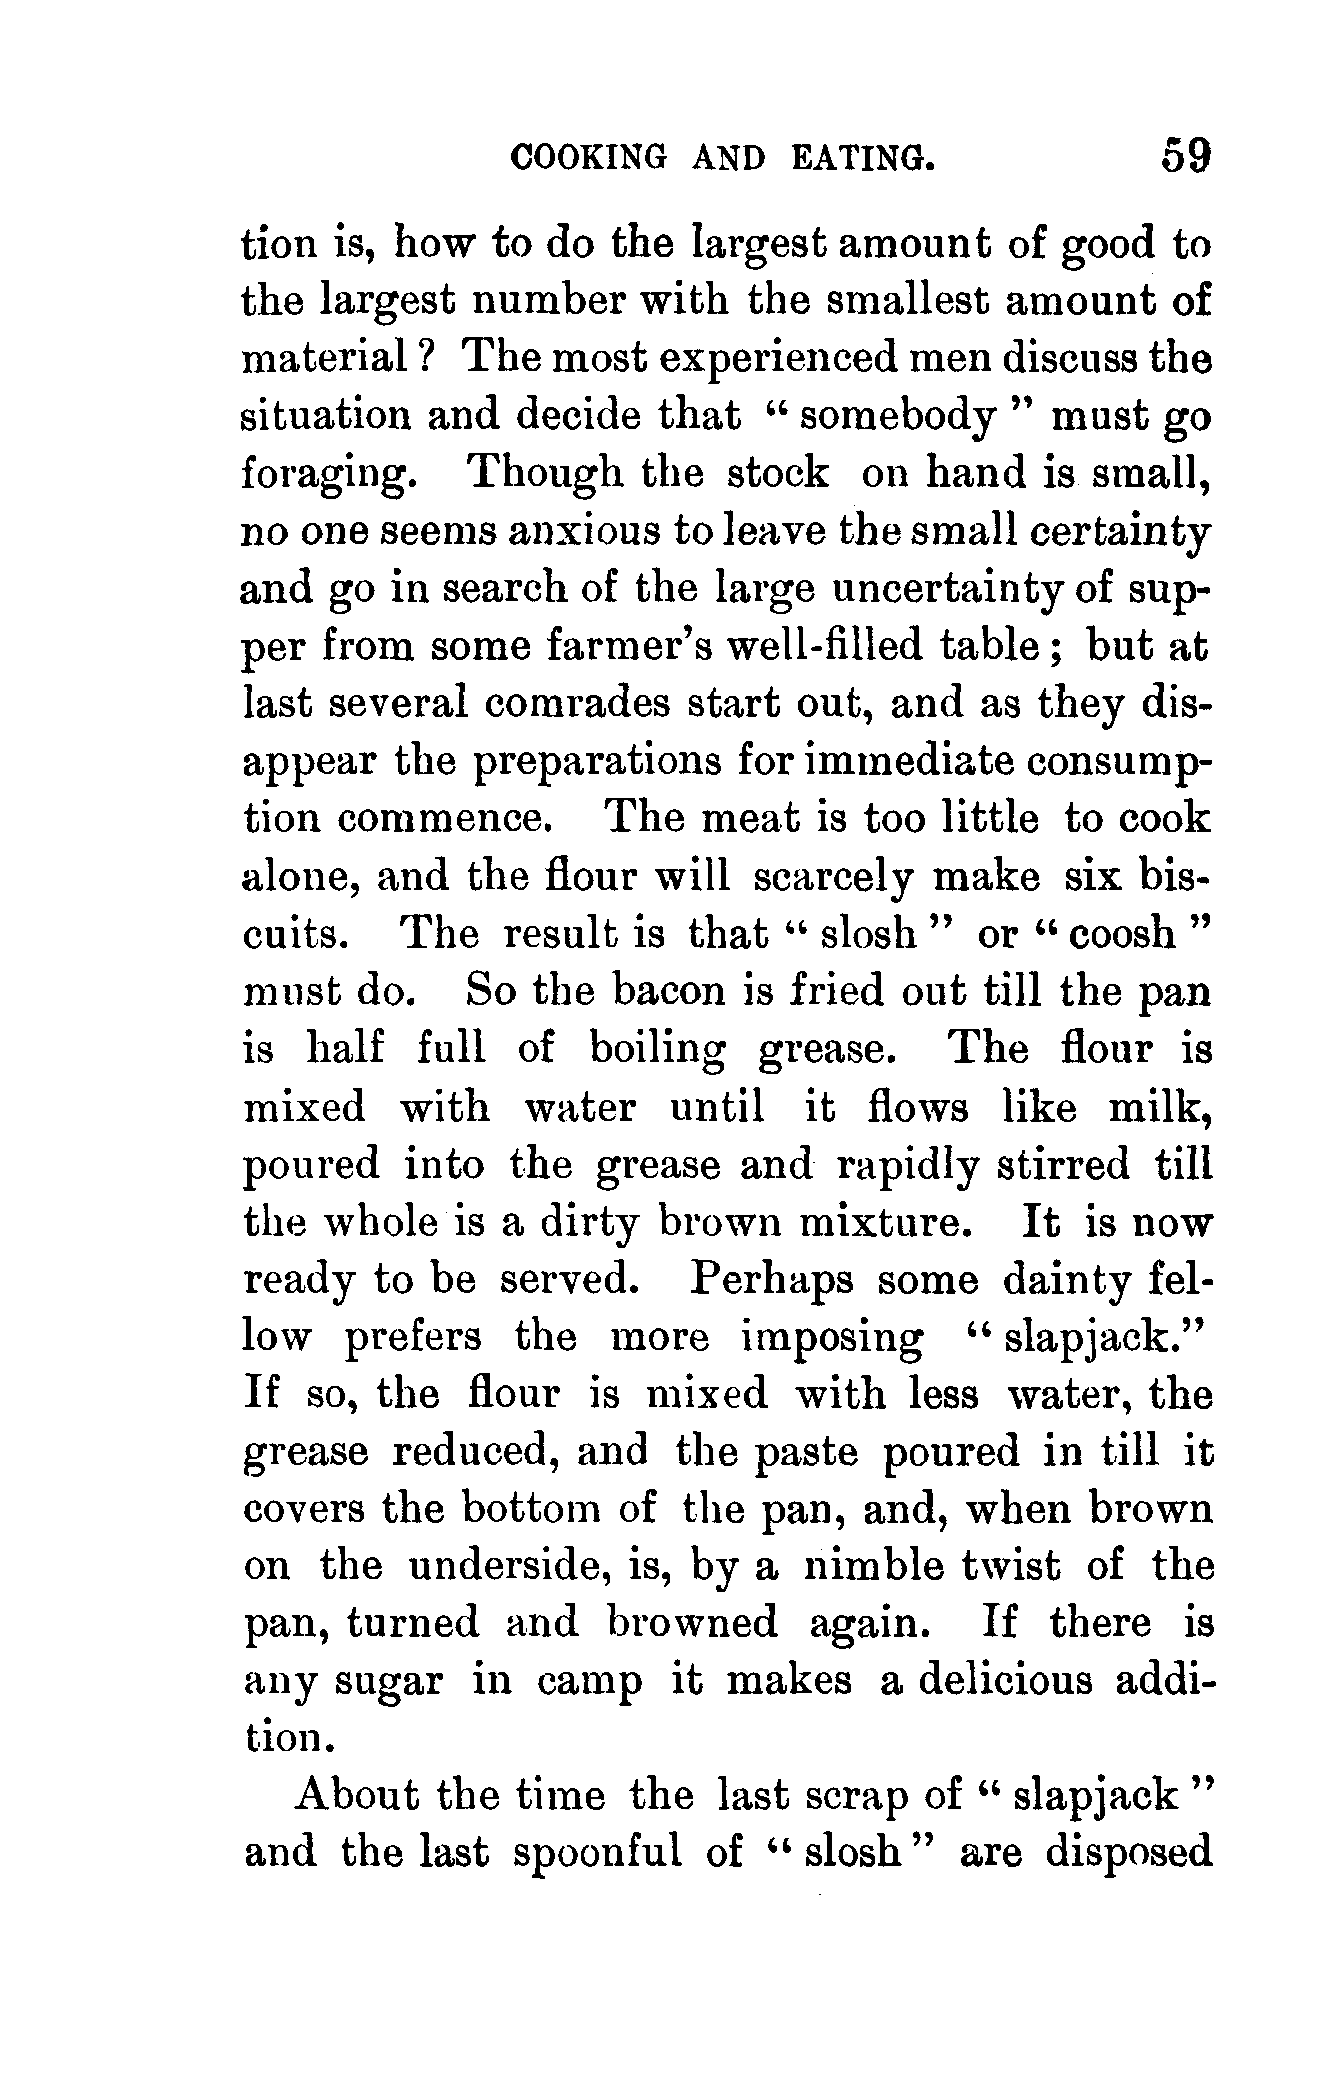 COOKING AND EATING. 59
tion is, how to do the largest amount of good to
the largest number with the smallest amount of
material ? The most experienced men discuss the
situation and decide that “ somebody ” must go
foraging. Though the stock on hand is small,
no one seems anxious to leave the small certainty
and go in search of the large uncertainty of sup-
per from some farmer’s well-filled table ; but at
last several comrades start out, and as they dis-
appear the preparations for immediate consump-
tion commence. The meat is too little to cook
alone, and the flour will scarcely make six bis-
cuits. The result is that “ slosh ” or “ coosh ”
must do. So the bacon is fried out till the pan
is half full of boiling grease. The flour is
mixed with water until it flows like milk,
poured into the grease and rapidly stirred till
the whole is a dirty brown mixture. It is now
ready to be served. Perhaps some dainty fel-
low prefers the more imposing “ slapjack.”
If so, the flour is mixed with less water, the
grease reduced, and the paste poured in till it
covers the bottom of the pan, and, when brown
on the underside, is, by a nimble twist of the
pan, turned and browned again. If there is
any sugar in camp it makes a delicious addi-
tion.
About the time the last scrap of “ slapjack ”
and the last spoonful of “ slosh ” are disposed